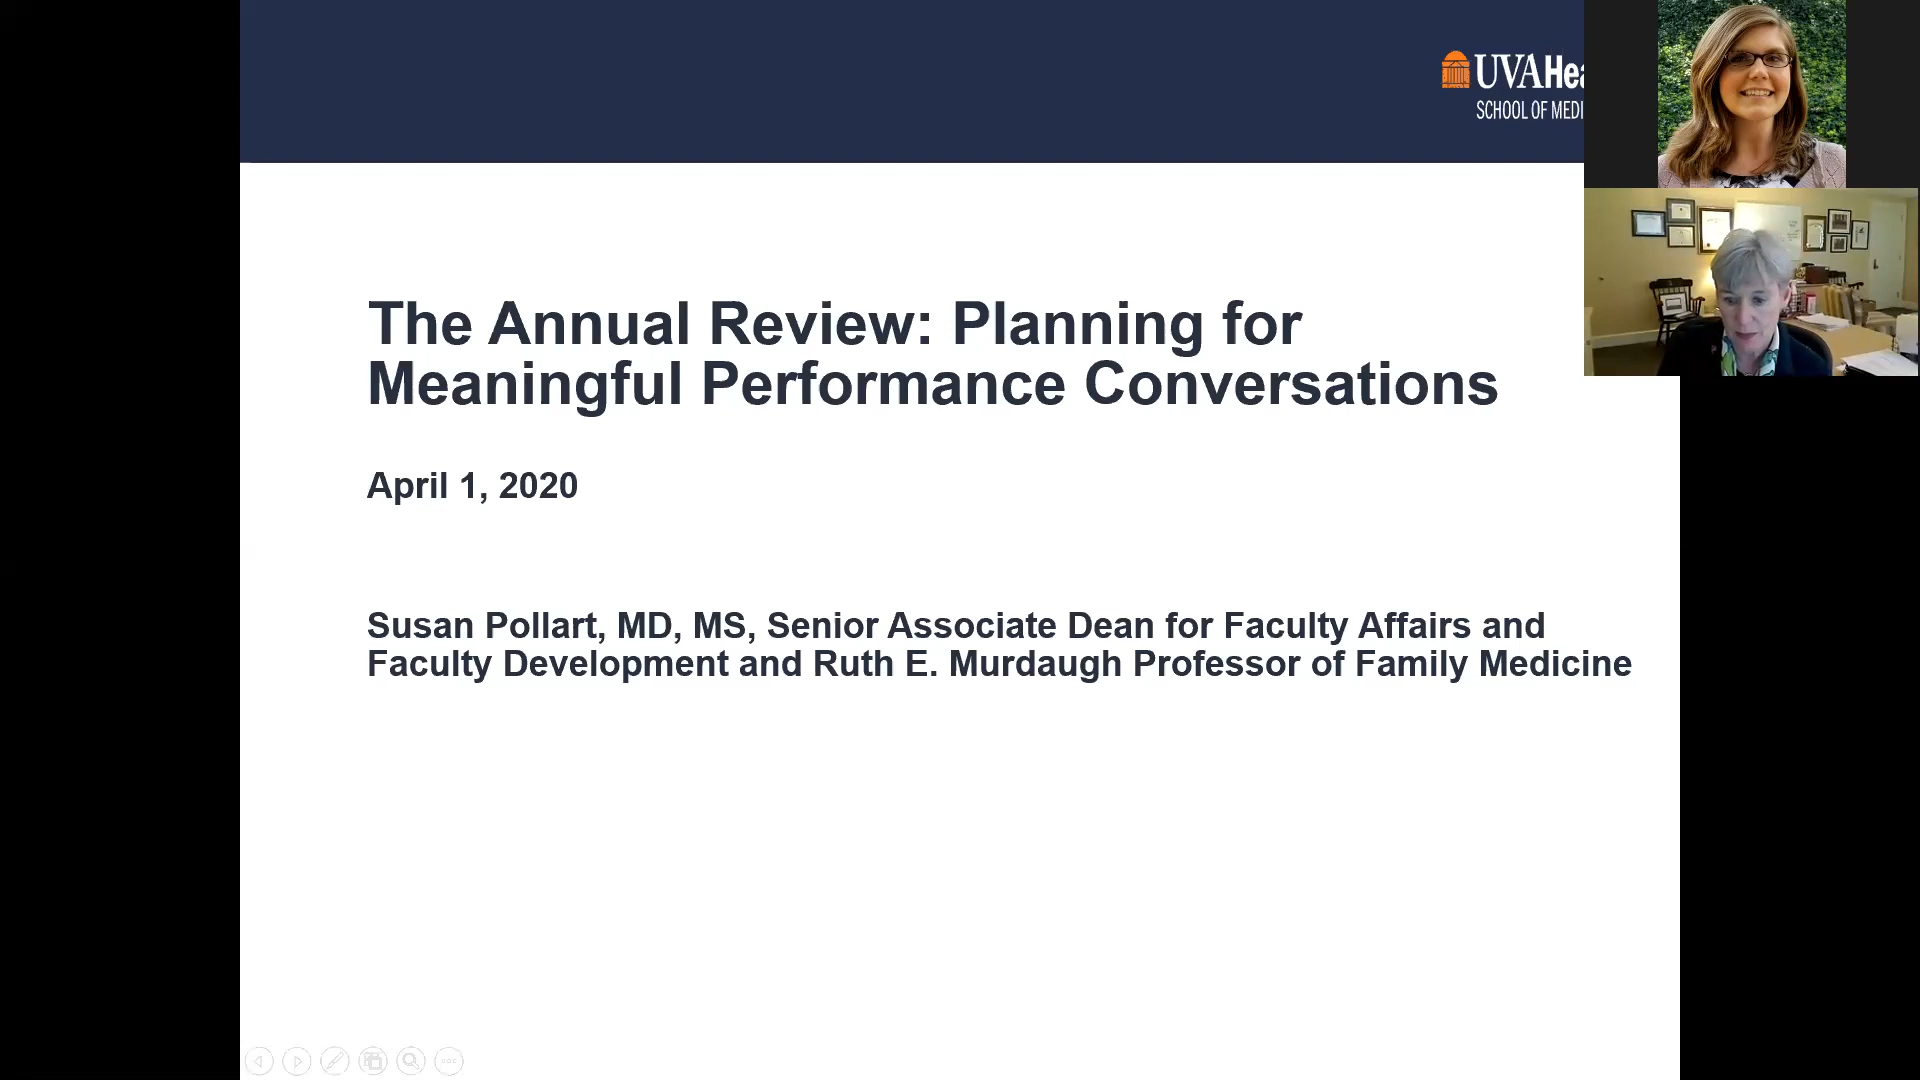 UVAHea
SCHOOL OF MEDI
The Annual Review: Planning for
Meaningful Performance Conversations
April 1, 2020
Susan Pollart, MD, MS, Senior Associate Dean for Faculty Affairs and
Faculty Development and Ruth E. Murdaugh Professor of Family Medicine